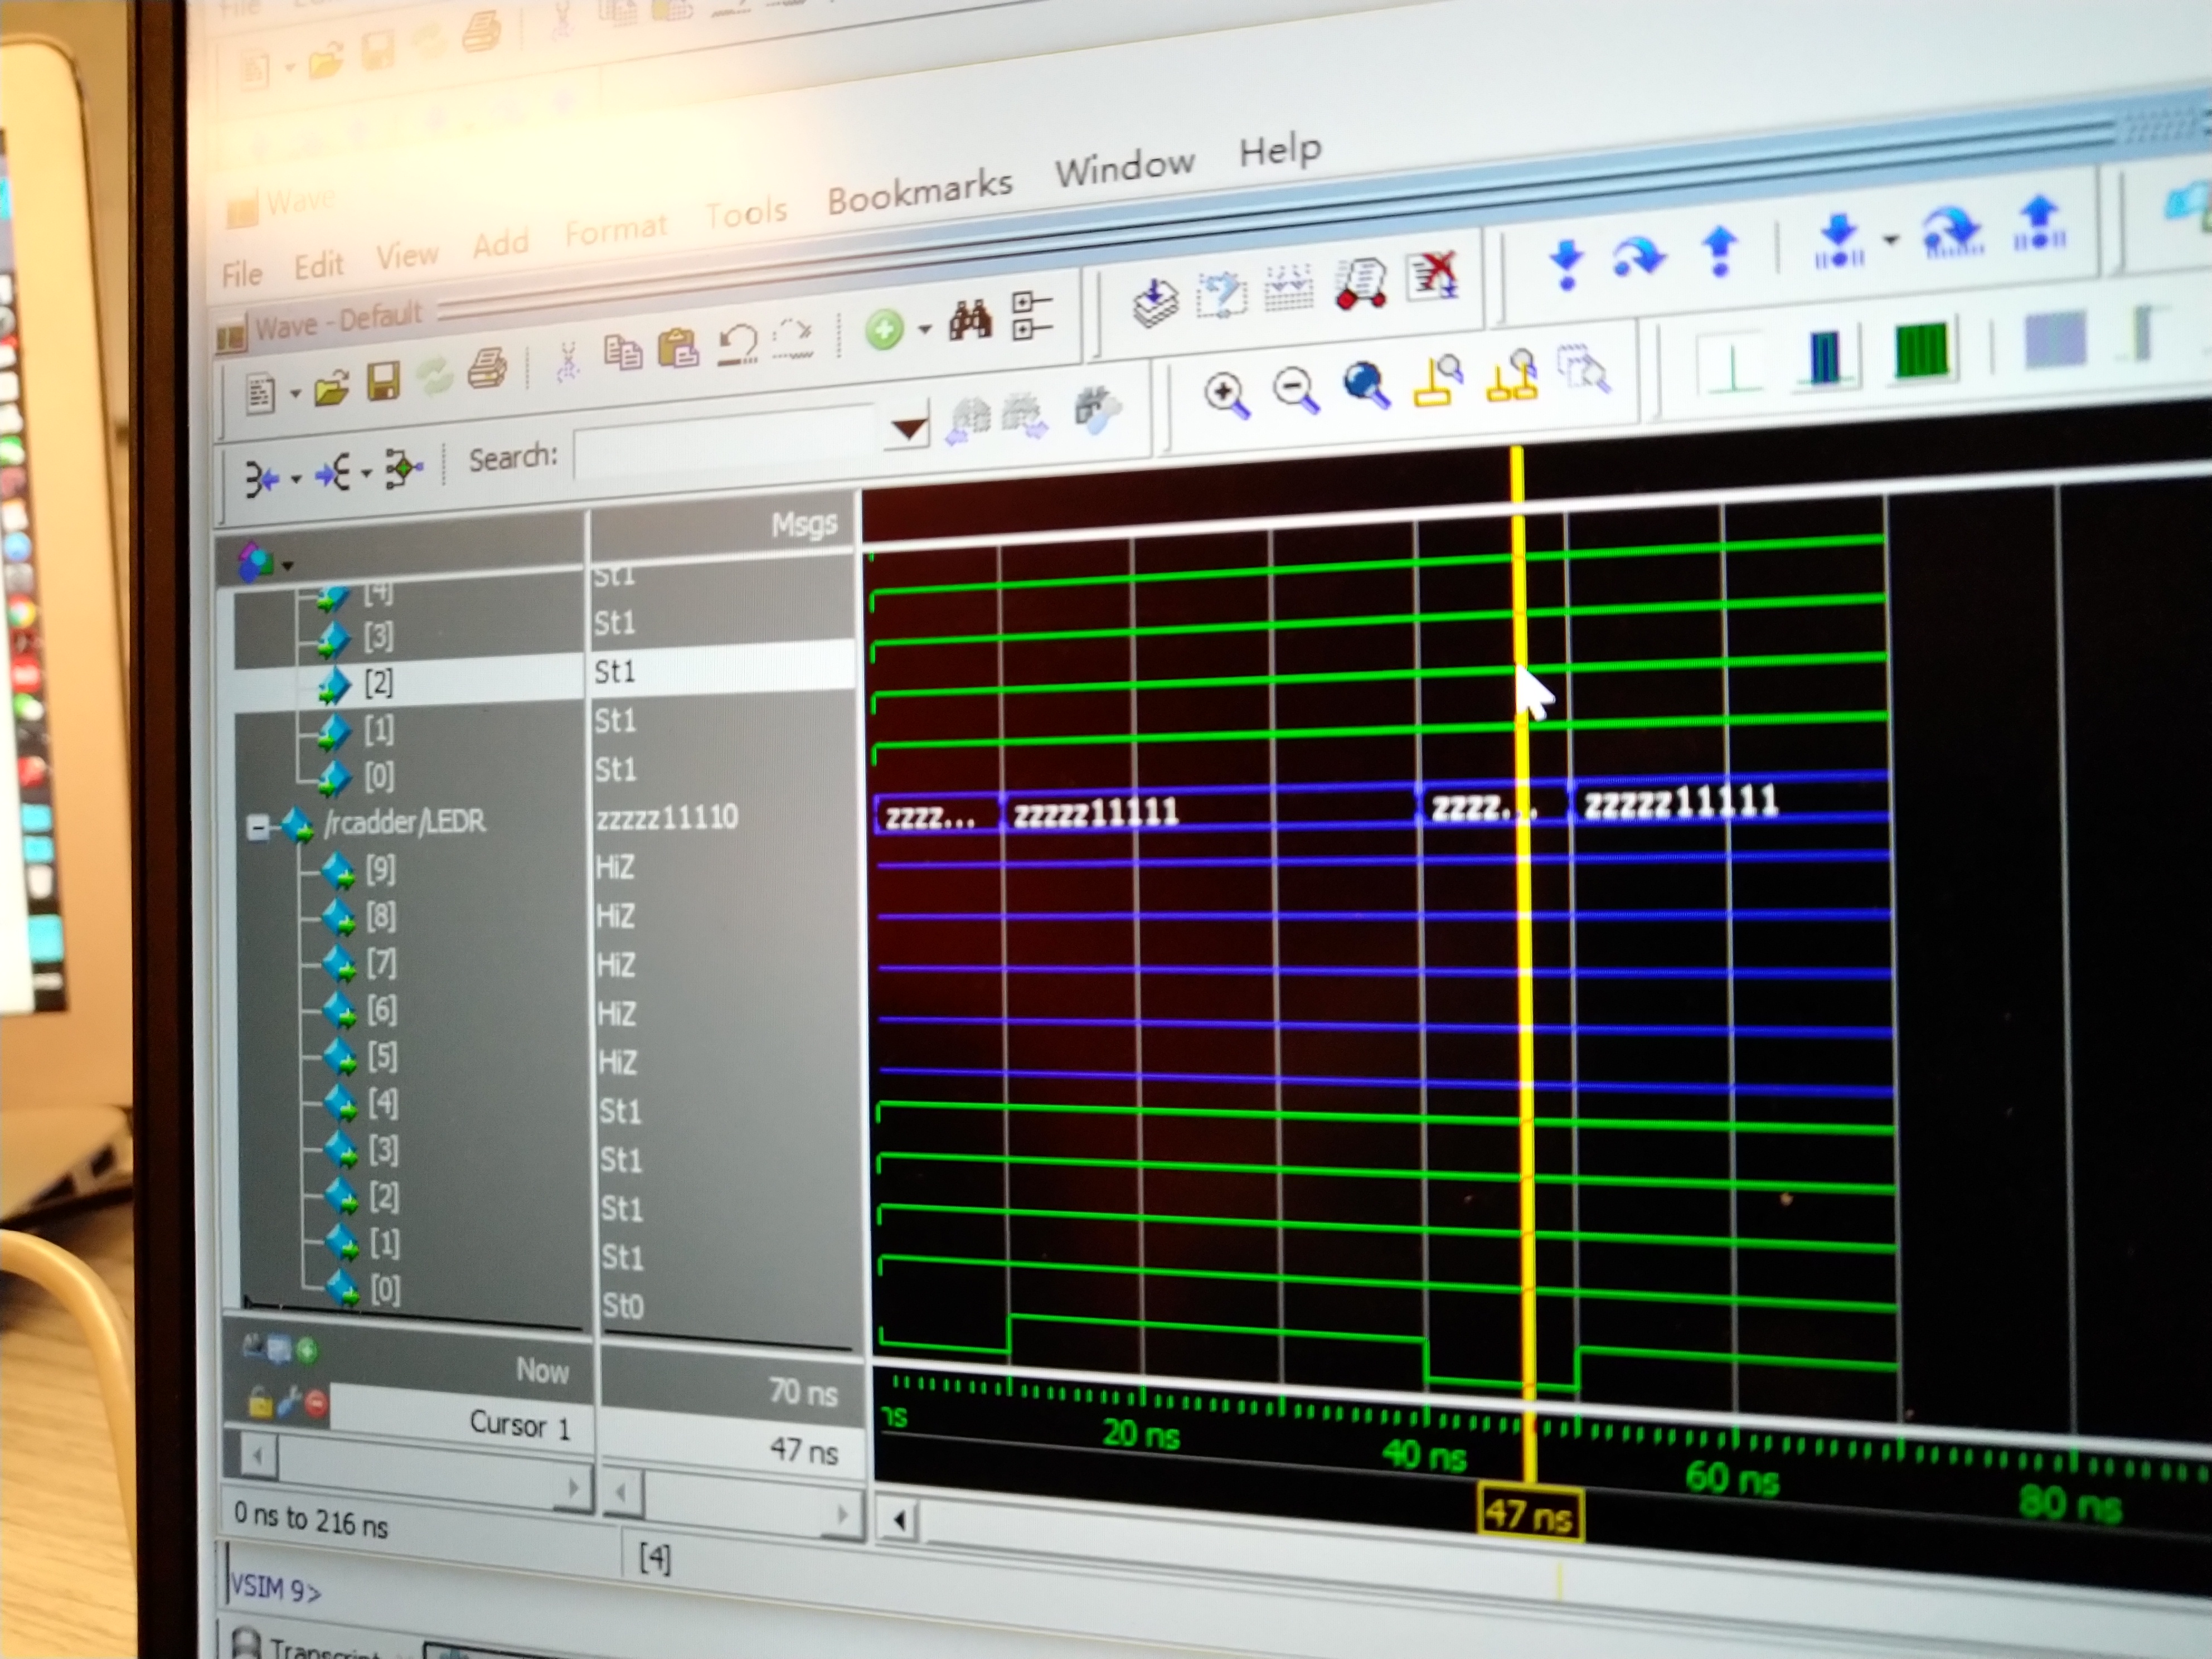 File
Wave
File Edit View Add Format Tools Bookmarks Window Help
Wave - Default
Search:
Msgs
[4] St1
[3] St1
[2] St1
[1] St1
[0] St1
/rcadder/LEDR zzzzz11110 zzzz... zzzzz11111 zzzz... zzzzz11111
[9] HiZ
[8] HiZ
[7] HiZ
[6] HiZ
[5] HiZ
[4] St1
[3] St1
[2] St1
[1] St1
[0] St0
Now 70 ns
Cursor 1 47 ns
ns 20 ns 40 ns 60 ns 80 ns
47 ns
0 ns to 216 ns
[4]
VSIM 9>
Transcript